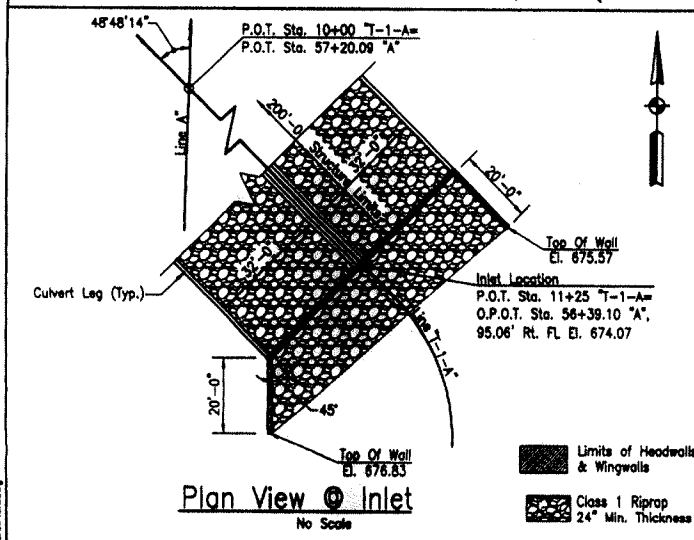 48°48'14"
P.O.T. Sta. 10+00 "T-1-A=
P.O.T. Sta. 57+20.09 "A"
Line A"
200'-0
Structure Limits
20'-0"
Top Of Wall
El. 675.57
Inlet Location
P.O.T. Sta. 11+25 "T-1-A=
O.P.O.T. Sta. 56+39.10 "A",
95.06' Rt. FL El. 674.07
Culvert Leg (Typ.)
Line "T-1-A"
20'-0"
45°
Top Of Wall
El. 676.83
Limits of Headwalls
& Wingwalls
Plan View @ Inlet
No Scale
Class 1 Riprap
24" Min. Thickness